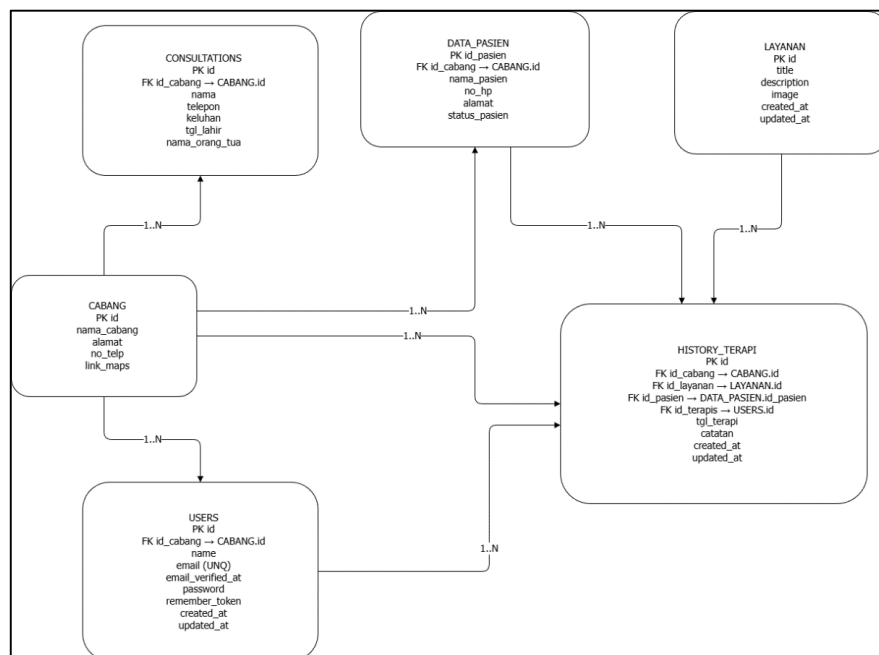 CONSULTATIONS
PK id
FK id_cabang → CABANG.id
nama
telepon
keluhan
tgl_lahir
nama_orang_tua
DATA_PASIEN
PK id_pasien
FK id_cabang → CABANG.id
nama_pasien
no_hp
alamat
status_pasien
LAYANAN
PK id
title
description
image
created_at
updated_at
1..N
1..N
1..N
CABANG
PK id
nama_cabang
alamat
no_telp
link_maps
1..N
1..N
HISTORY_TERAPI
PK id
FK id_cabang → CABANG.id
FK id_layanan → LAYANAN.id
FK id_pasien → DATA_PASIEN.id_pasien
FK id_terapis → USERS.id
tgl_terapi
catatan
created_at
updated_at
1..N
USERS
PK id
FK id_cabang → CABANG.id
name
email (UNQ)
email_verified_at
password
remember_token
created_at
updated_at
1..N